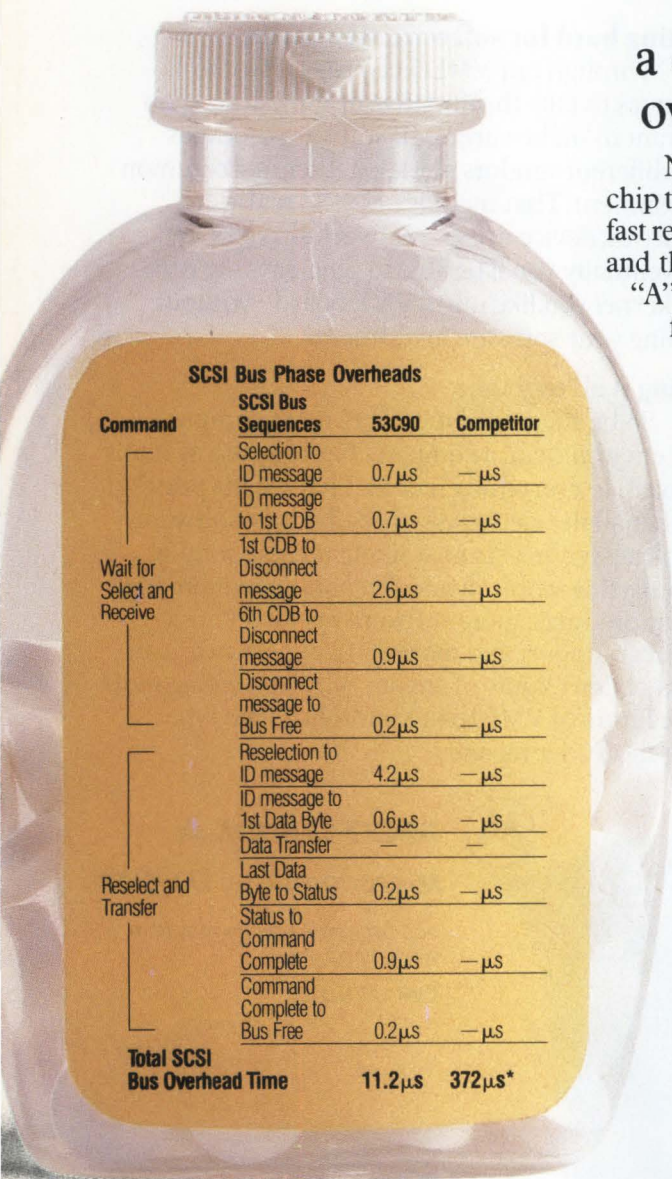 a
SCSI Bus Phase Overheads
Command SCSI Bus Sequences 53C90 Competitor
Wait for Select and Receive
Selection to
ID message 0.7µs —µs
ID message
to 1st CDB 0.7µs —µs
1st CDB to
Disconnect
message 2.6µs —µs
6th CDB to
Disconnect
message 0.9µs —µs
Disconnect
message to
Bus Free 0.2µs —µs
Reselect and Transfer
Reselection to
ID message 4.2µs —µs
ID message to
1st Data Byte 0.6µs —µs
Data Transfer — —
Last Data
Byte to Status 0.2µs —µs
Status to
Command
Complete 0.9µs —µs
Command
Complete to
Bus Free 0.2µs —µs
Total SCSI
Bus Overhead Time 11.2µs 372µs*
chip t
fast re
and th
"A"